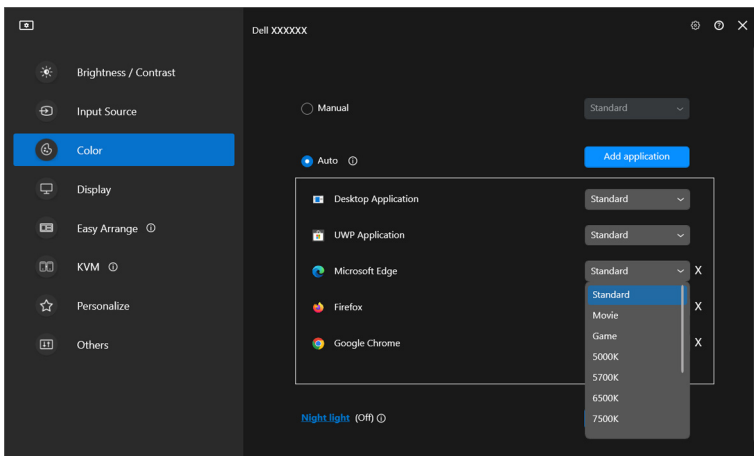 Dell XXXXXX
Brightness / Contrast
Input Source
Color
Display
Easy Arrange
KVM
Personalize
Others
Manual
Standard
Auto
Add application
Desktop Application
Standard
UWP Application
Standard
Microsoft Edge
Standard
X
Firefox
X
Google Chrome
X
Standard
Movie
Game
5000K
5700K
6500K
7500K
Night light (Off)